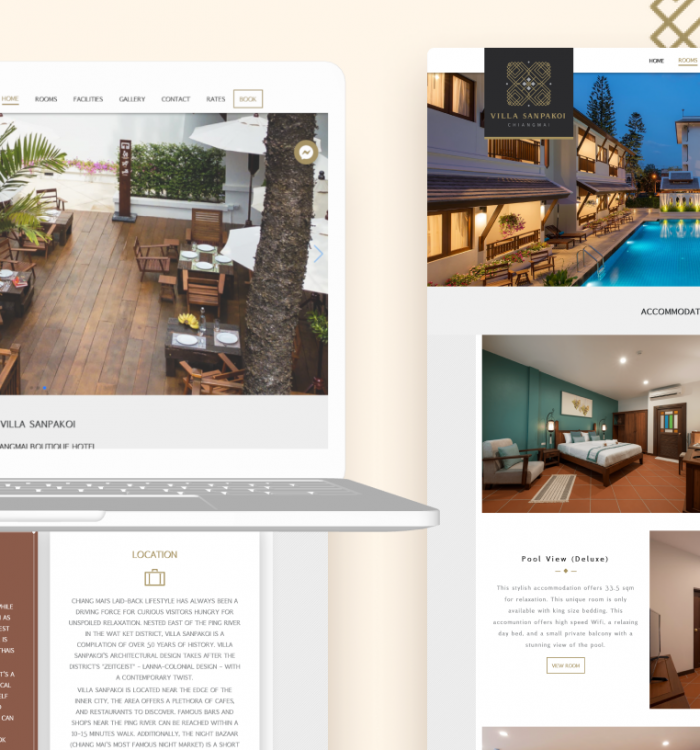 HOME ROOMS FACILITIES GALLERY CONTACT RATES BOOK
VILLA SANPAKOI
LOCATION
CHIANG MAI'S LAID-BACK LIFESTYLE HAS ALWAYS BEEN A
DRIVING FORCE FOR CURIOUS VISITORS HUNGRY FOR
UNSPOILED RELAXATION. NESTED EAST OF THE PING RIVER
IN THE WAT KET DISTRICT, VILLA SANPAKOI IS A
COMPILATION OF OVER 50 YEARS OF HISTORY. VILLA
SANPAKOI'S ARCHITECTURAL DESIGN TAKES AFTER THE
DISTRICT'S "ZEITGEIST" - LANNA-COLONIAL DESIGN - WITH
A CONTEMPORARY TWIST.
VILLA SANPAKOI IS LOCATED NEAR THE EDGE OF THE
INNER CITY, THE AREA OFFERS A PLETHORA OF CAFES,
AND RESTAURANTS TO DISCOVER. FAMOUS BARS AND
SHOPS NEAR THE PING RIVER CAN BE REACHED WITHIN A
10-15 MINUTES WALK. ADDITIONALLY, THE NIGHT BAZAAR
(CHIANG MAI'S MOST FAMOUS NIGHT MARKET) IS A SHORT
HOME ROOMS
VILLA SANPAKOI
CHIANGMAI
ACCOMMODAT
Pool View (Deluxe)
This stylish accommodation offers 33.5 sqm
for relaxation. This unique room is only
available with king size bedding. This
accomontion offers high speed Wifi, a relaxing
day bed, and a small private balcony with a
stunning view of the pool.
VIEW ROOM